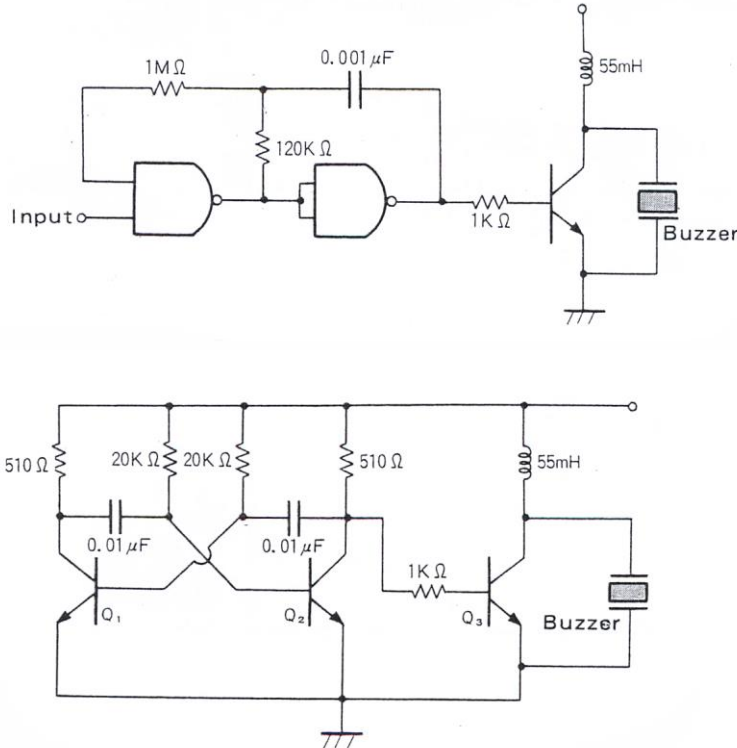 0.001μF
1MΩ
55mH
120KΩ
Input
1KΩ
Buzzer
510Ω
20KΩ
20KΩ
510Ω
55mH
0.01μF
0.01μF
1KΩ
Q₁
Q₂
Q₃
Buzzer